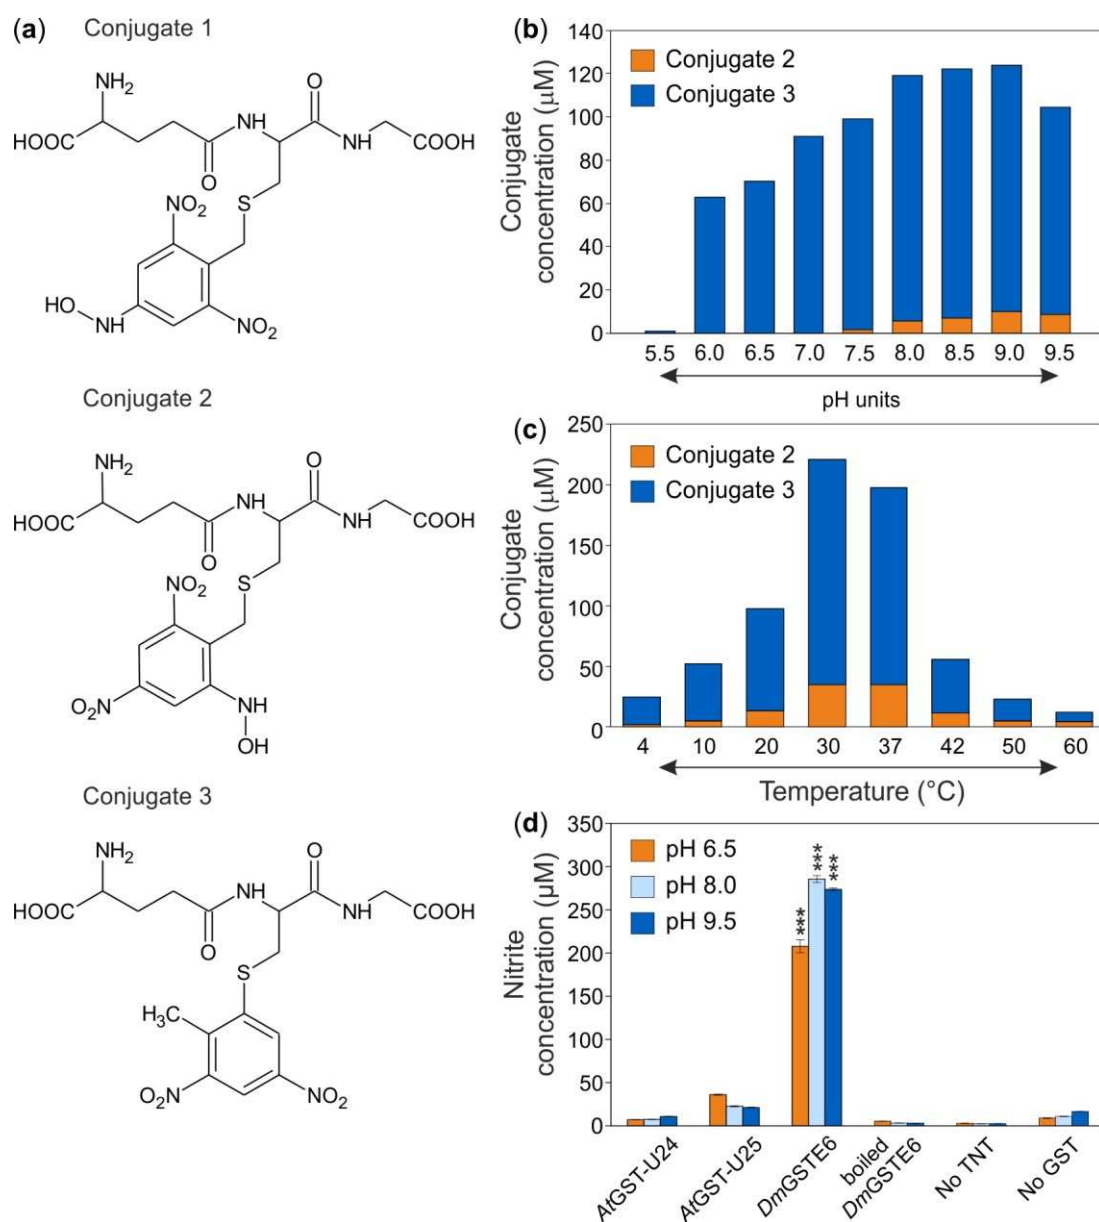 (a) Conjugate 1
NH₂
O
HOOC
NH
NH
COOH
O
S
NO₂
HO
NH
NO₂
Conjugate 2
NH₂
O
HOOC
NH
NH
COOH
O
S
NO₂
O₂N
NH
OH
Conjugate 3
NH₂
O
HOOC
NH
NH
COOH
O
S
H₃C
O₂N
NO₂
(b)
Conjugate concentration (μM)
140
120
100
80
60
40
20
0
Conjugate 2
Conjugate 3
5.5 6.0 6.5 7.0 7.5 8.0 8.5 9.0 9.5
pH units
(c)
Conjugate concentration (μM)
250
200
150
100
50
0
Conjugate 2
Conjugate 3
4 10 20 30 37 42 50 60
Temperature (°C)
(d)
Nitrite concentration (μM)
350
300
250
200
150
100
50
0
pH 6.5
pH 8.0
pH 9.5
*** *** ***
AtGST-U24
AtGST-U25
DmGSTE6
boiled
DmGSTE6
No TNT
No GST